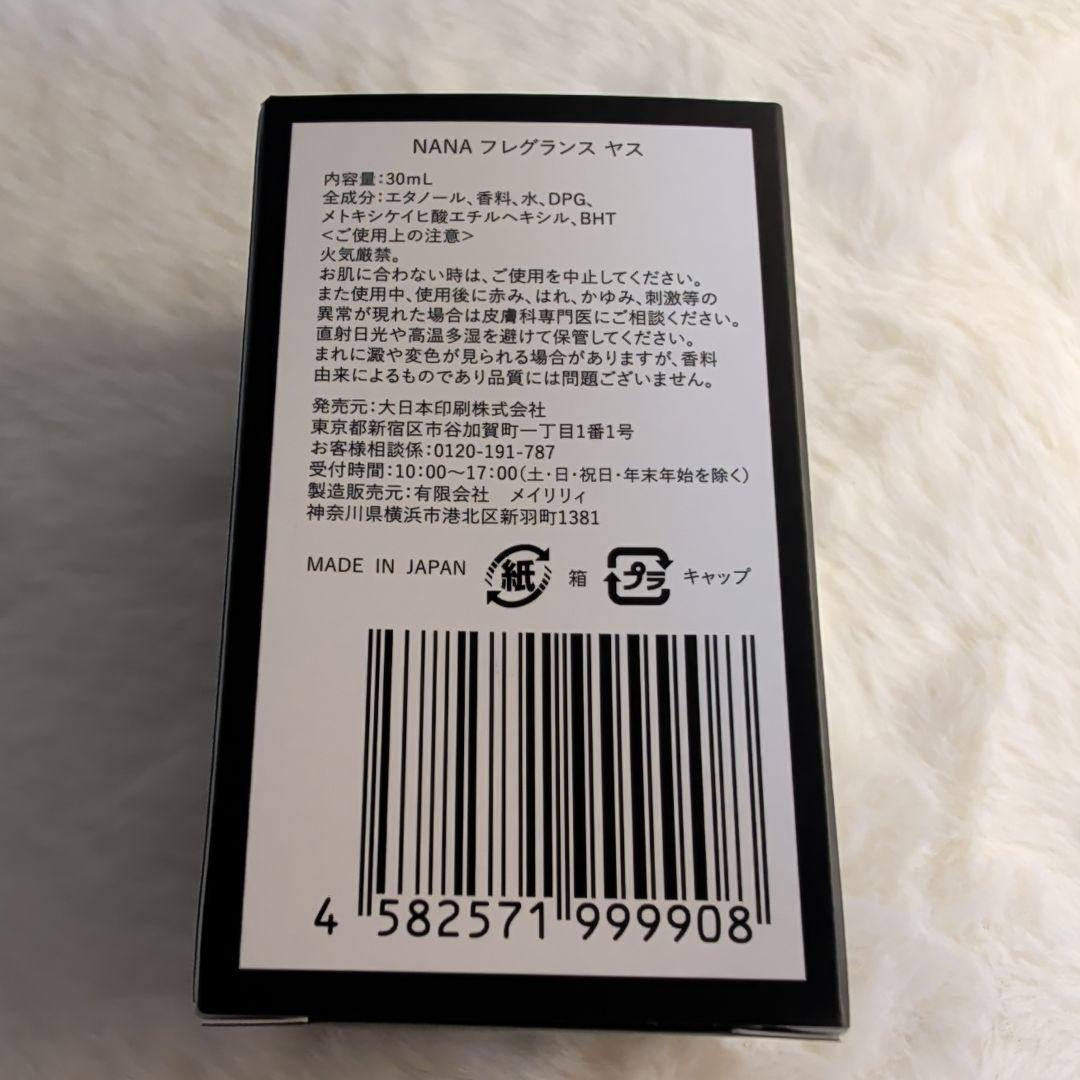 NANA フレグランス ヤス
内容量:30mL
全成分:エタノール、香料、水、DPG、
メトキシケイヒ酸エチルヘキシル、BHT
<ご使用上の注意>
火気厳禁。
お肌に合わない時は、ご使用を中止してください。
また使用中、使用後に赤み、はれ、かゆみ、刺激等の
異常が現れた場合は皮膚科専門医にご相談ください。
直射日光や高温多湿を避けて保管してください。
まれに澱や変色が見られる場合がありますが、香料
由来によるものであり品質には問題ございません。
発売元:大日本印刷株式会社
東京都新宿区市谷加賀町一丁目1番1号
お客様相談係:0120-191-787
受付時間:10:00~17:00(土・日・祝日・年末年始を除く)
製造販売元:有限会社 メイリリィ
神奈川県横浜市港北区新羽町1381
MADE IN JAPAN 紙 箱 プラ キャップ
4 582571 999908